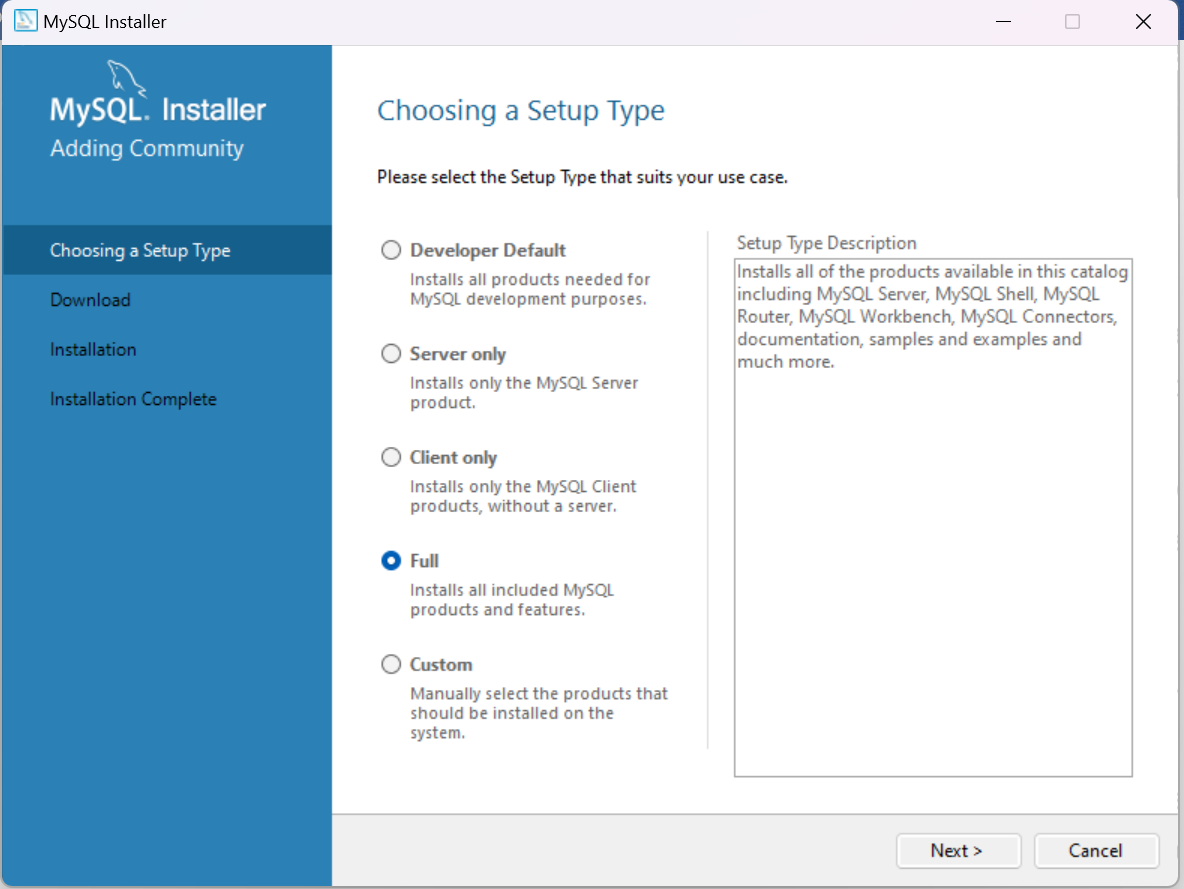 MySQL Installer
MySQL. Installer
Adding Community
Choosing a Setup Type
Download
Installation
Installation Complete
Choosing a Setup Type
Please select the Setup Type that suits your use case.
Developer Default
Installs all products needed for
MySQL development purposes.
Server only
Installs only the MySQL Server
product.
Client only
Installs only the MySQL Client
products, without a server.
Full
Installs all included MySQL
products and features.
Custom
Manually select the products that
should be installed on the
system.
Setup Type Description
Installs all of the products available in this catalog
including MySQL Server, MySQL Shell, MySQL
Router, MySQL Workbench, MySQL Connectors,
documentation, samples and examples and
much more.
Next >
Cancel